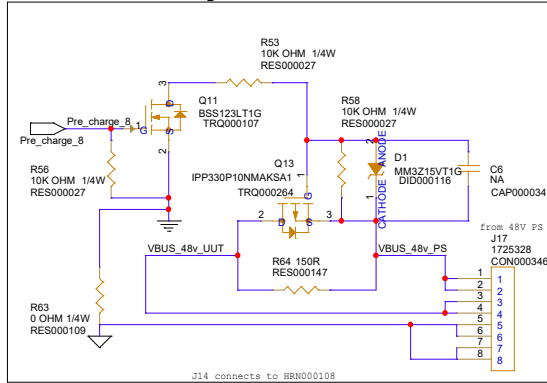 R53
10K OHM 1/4W
RES000027
3
D
Q11
BSS123LT1G
TRQ000107
Pre_charge_8
1
G
S
2
Pre_charge_8
R56
10K OHM 1/4W
RES000027
R58
10K OHM 1/4W
RES000027
ANODE
D1
MM3Z15VT1G
DID000116
1
CATHODE
C6
NA
CAP000034
Q13
IPP330P10NMAKSA1
TRQ000264
1
G
2
D
S
3
VBUS_48v_UUT
VBUS_48v_PS
R64 150R
RES000147
from 48V PS
J17
1725328
CON000346
1 1
2 2
3 3
4 4
5 5
6 6
7 7
8 8
R63
0 OHM 1/4W
RES000109
J14 connects to HRN000108